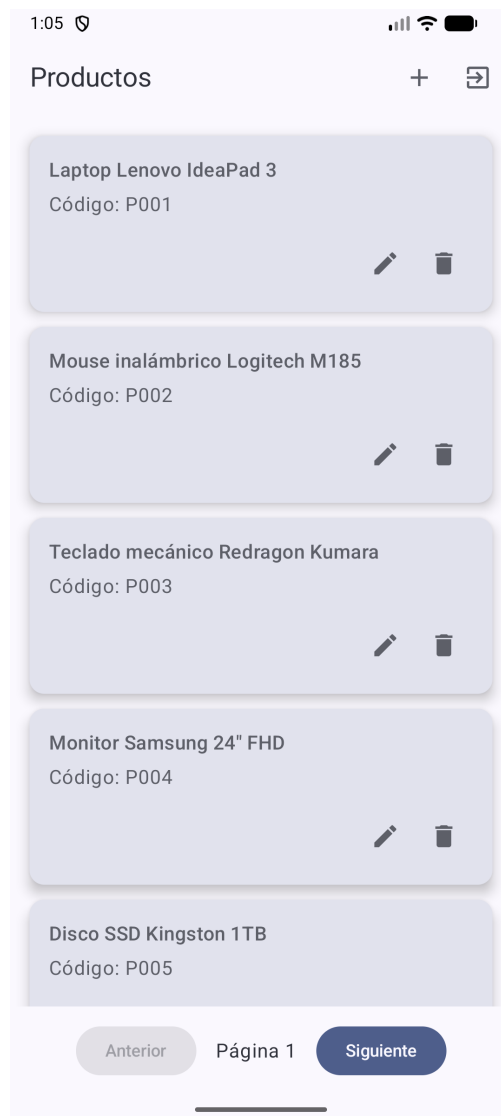 1:05
Productos
Laptop Lenovo IdeaPad 3
Código: P001
Mouse inalámbrico Logitech M185
Código: P002
Teclado mecánico Redragon Kumara
Código: P003
Monitor Samsung 24" FHD
Código: P004
Disco SSD Kingston 1TB
Código: P005
Anterior Página 1 Siguiente